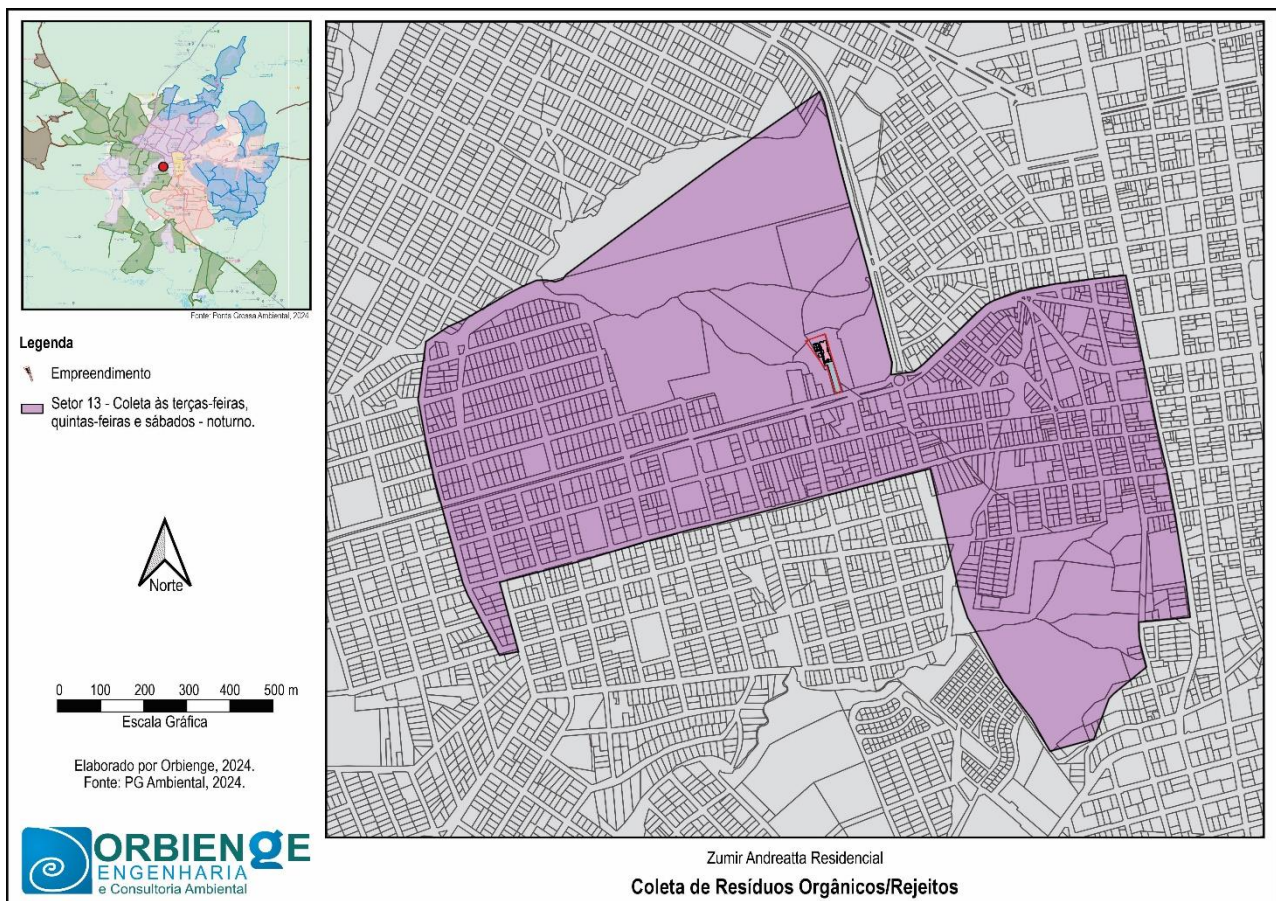 Fonte: Ponta Grossa Ambiental, 2024
Legenda
Empreendimento
Setor 13 - Coleta às terças-feiras,
quintas-feiras e sábados - noturno.
Norte
0 100 200 300 400 500 m
Escala Gráfica
Elaborado por Orbienge, 2024.
Fonte: PG Ambiental, 2024.
ORBIENGE
ENGENHARIA
e Consultoria Ambiental
Zumir Andreatta Residencial
Coleta de Resíduos Orgânicos/Rejeitos